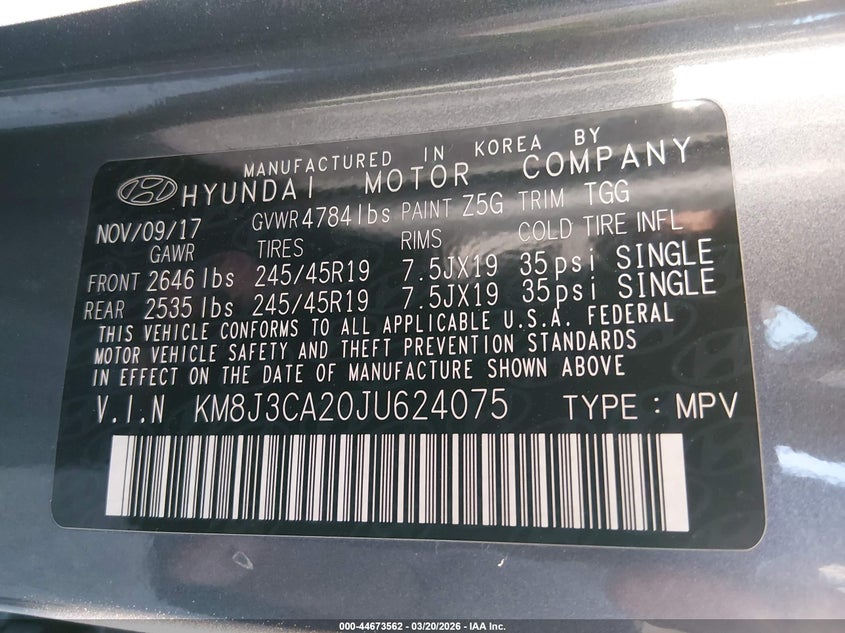 MANUFACTURED IN KOREA BY
HYUNDAI MOTOR COMPANY
NOV/09/17 GVWR 4784 lbs PAINT Z5G TRIM TGG
GAWR TIRES RIMS COLD TIRE INFL
FRONT 2646 lbs 245/45R19 7.5JX19 35psi SINGLE
REAR 2535 lbs 245/45R19 7.5JX19 35psi SINGLE
THIS VEHICLE CONFORMS TO ALL APPLICABLE U.S.A. FEDERAL
MOTOR VEHICLE SAFETY AND THEFT PREVENTION STANDARDS
IN EFFECT ON THE DATE OF MANUFACTURE SHOWN ABOVE
V.I.N KM8J3CA20JU624075 TYPE : MPV
000-44673562 — 03/20/2026 — IAA Inc.